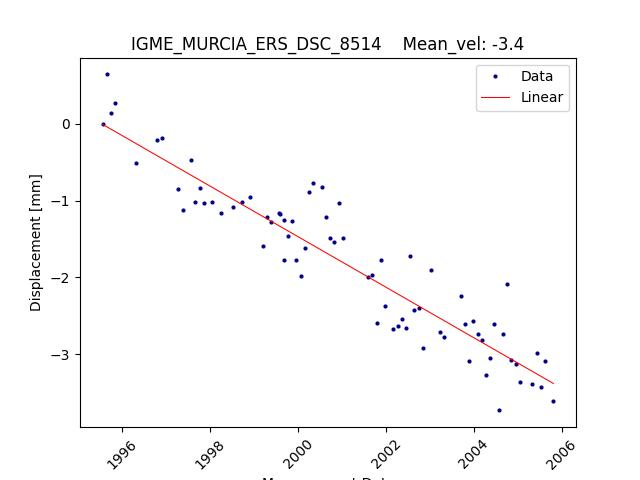 IGME_MURCIA_ERS_DSC_8514    Mean_vel: -3.4
Data
Linear
Displacement [mm]
0
−1
−2
−3
1996
1998
2000
2002
2004
2006